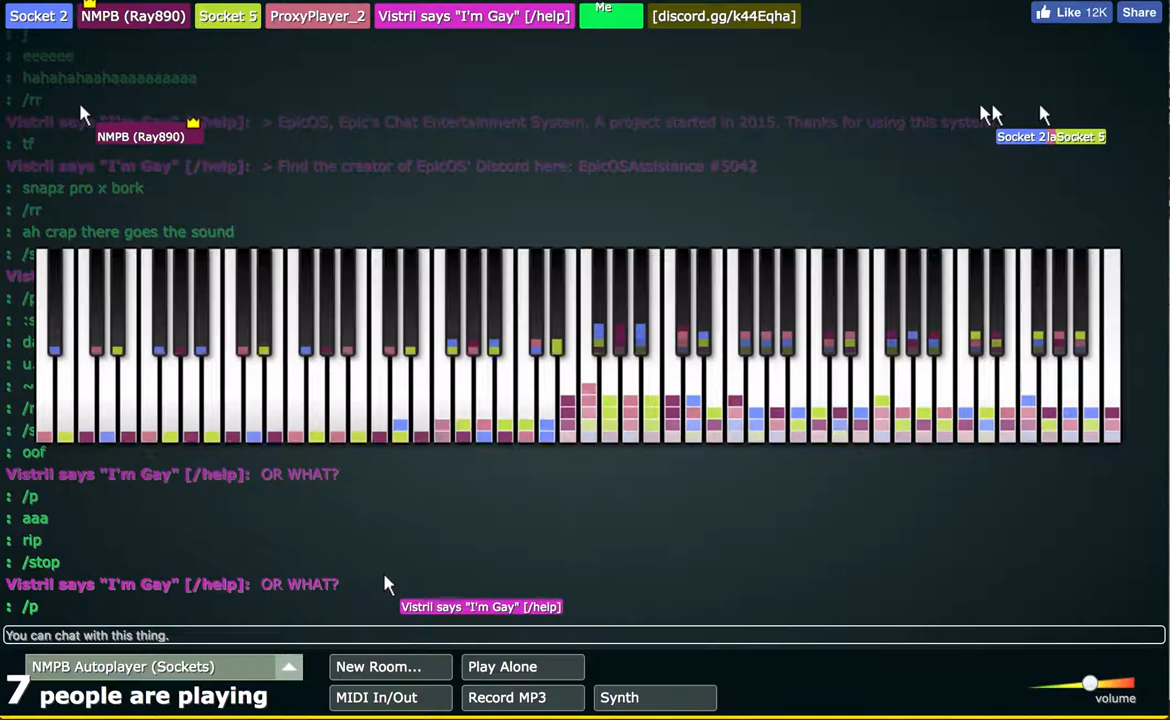 Socket 2 NMPB (Ray890) Socket 5 ProxyPlayer_2 Vistril says "I'm Gay" [/help] Me [discord.gg/k44Eqha] Like 12K Share
: eeeeee
: hahahahaahaaaaaaaaaa
: /rr
Vistril says "I'm Gay" [/help]: > EpicOS, Epic's Chat Entertainment System. A project started in 2015. Thanks for using this system
NMPB (Ray890)
Socket 2 Socket 5
: tf
Vistril says "I'm Gay" [/help]: > Find the creator of EpicOS' Discord here: EpicOSAssistance #5042
: snapz pro x bork
: /rr
: ah crap there goes the sound
: oof
Vistril says "I'm Gay" [/help]: OR WHAT?
: /p
: aaa
: rip
: /stop
Vistril says "I'm Gay" [/help]: OR WHAT?
: /p
Vistril says "I'm Gay" [/help]
You can chat with this thing.
NMPB Autoplayer (Sockets) New Room... Play Alone
7 people are playing MIDI In/Out Record MP3 Synth volume